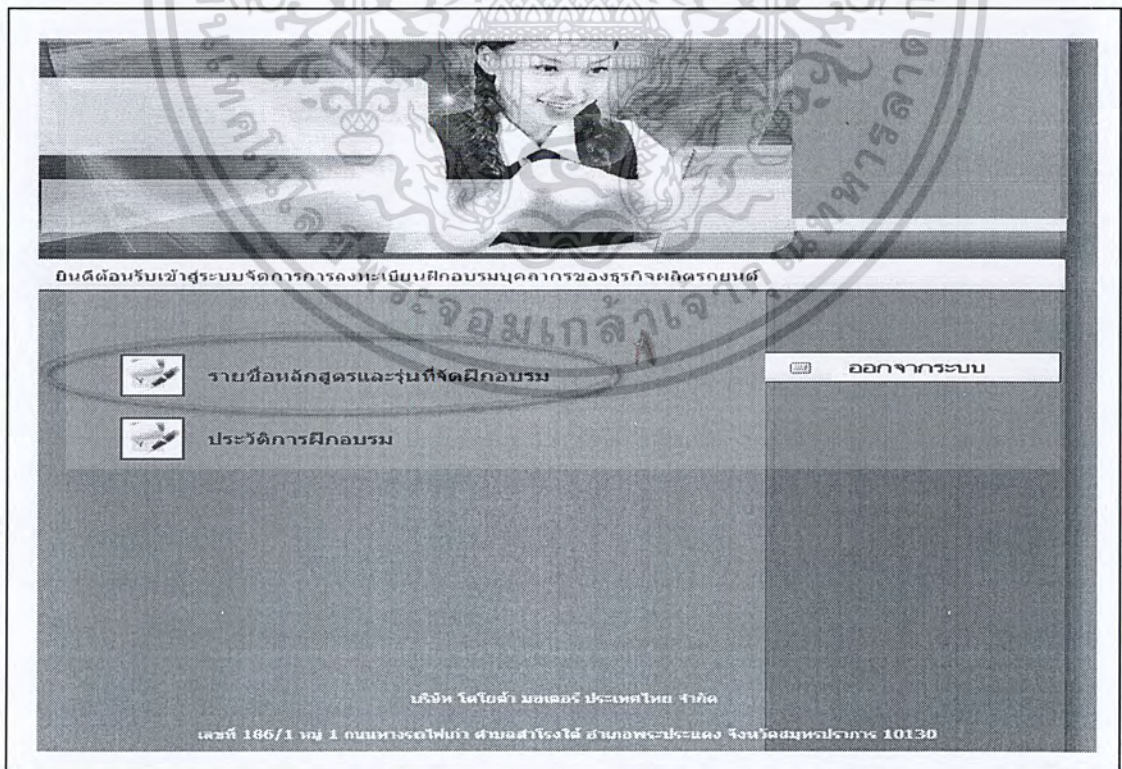 ยินดีต้อนรับเข้าสู่ระบบจัดการการลงทะเบียนฝึกอบรมบุคลากรของธุรกิจผลิตรถยนต์
รายชื่อหลักสูตรและรุ่นที่จัดฝึกอบรม
A
ออกจากระบบ
ประวัติการฝึกอบรม
บริษัท โตโยต้า มอเตอร์ ประเทศไทย จำกัด
เลขที่ 186/1 หมู่ 1 ถนนทางรถไฟเก่า ตำบลสำโรงใต้ อำเภอพระประแดง จังหวัดสมุทรปราการ 10130